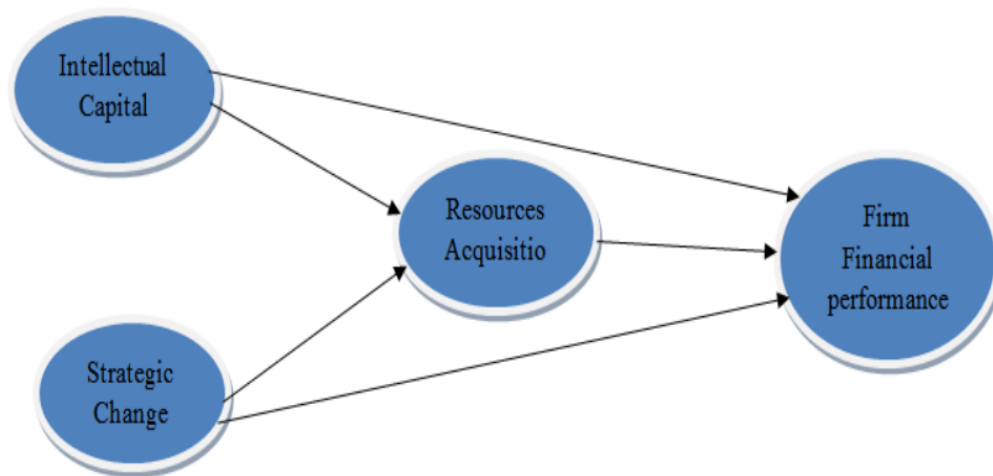 Intellectual
Capital
Resources
Acquisitio
Firm
Financial
performance
Strategic
Change